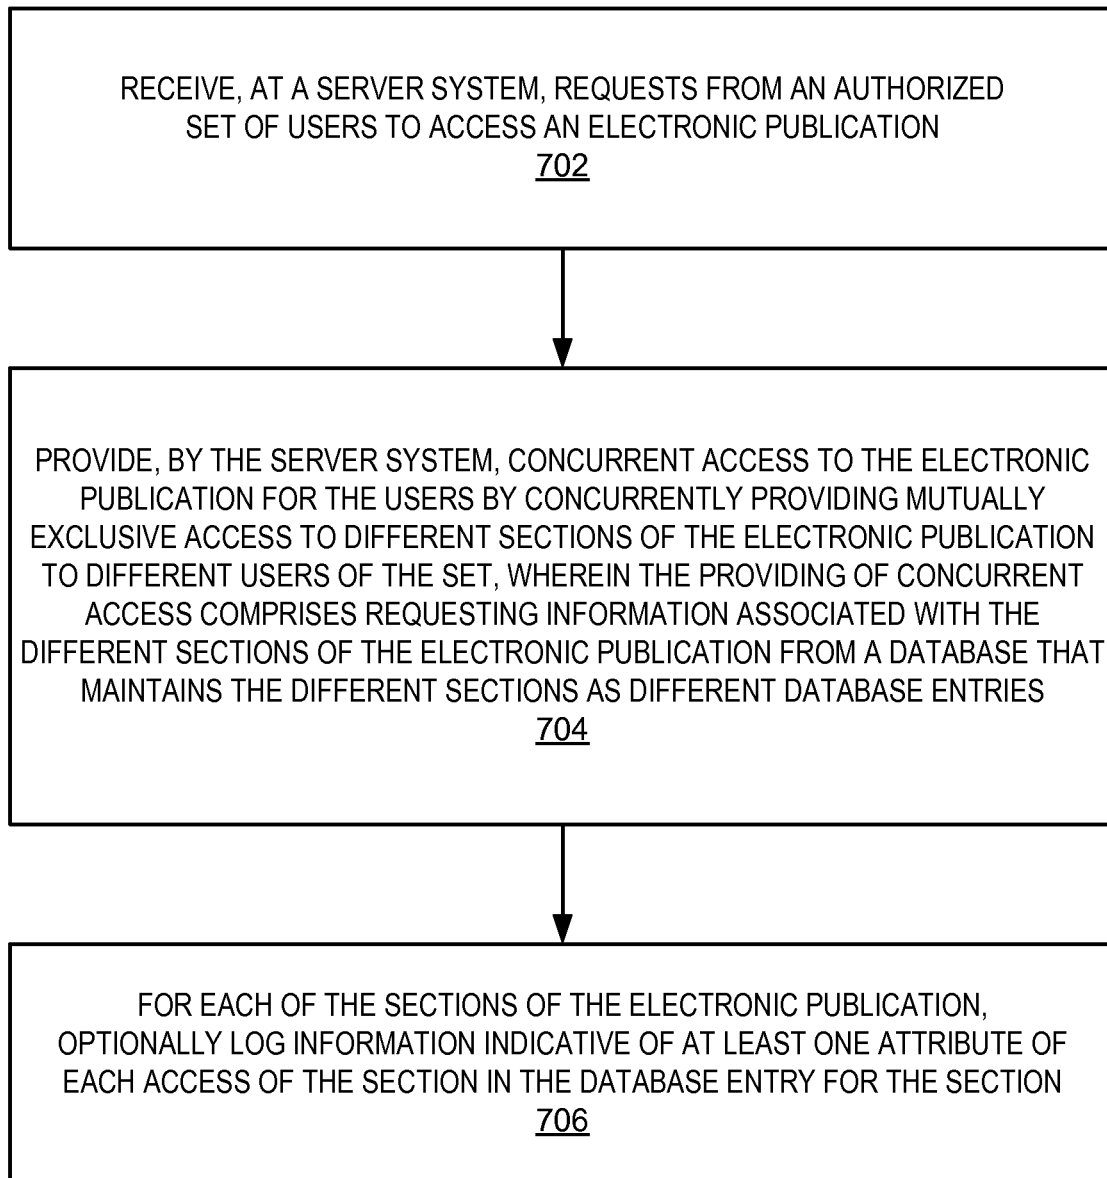 RECEIVE, AT A SERVER SYSTEM, REQUESTS FROM AN AUTHORIZED
SET OF USERS TO ACCESS AN ELECTRONIC PUBLICATION
702
PROVIDE, BY THE SERVER SYSTEM, CONCURRENT ACCESS TO THE ELECTRONIC
PUBLICATION FOR THE USERS BY CONCURRENTLY PROVIDING MUTUALLY
EXCLUSIVE ACCESS TO DIFFERENT SECTIONS OF THE ELECTRONIC PUBLICATION
TO DIFFERENT USERS OF THE SET, WHEREIN THE PROVIDING OF CONCURRENT
ACCESS COMPRISES REQUESTING INFORMATION ASSOCIATED WITH THE
DIFFERENT SECTIONS OF THE ELECTRONIC PUBLICATION FROM A DATABASE THAT
MAINTAINS THE DIFFERENT SECTIONS AS DIFFERENT DATABASE ENTRIES
704
FOR EACH OF THE SECTIONS OF THE ELECTRONIC PUBLICATION,
OPTIONALLY LOG INFORMATION INDICATIVE OF AT LEAST ONE ATTRIBUTE OF
EACH ACCESS OF THE SECTION IN THE DATABASE ENTRY FOR THE SECTION
706